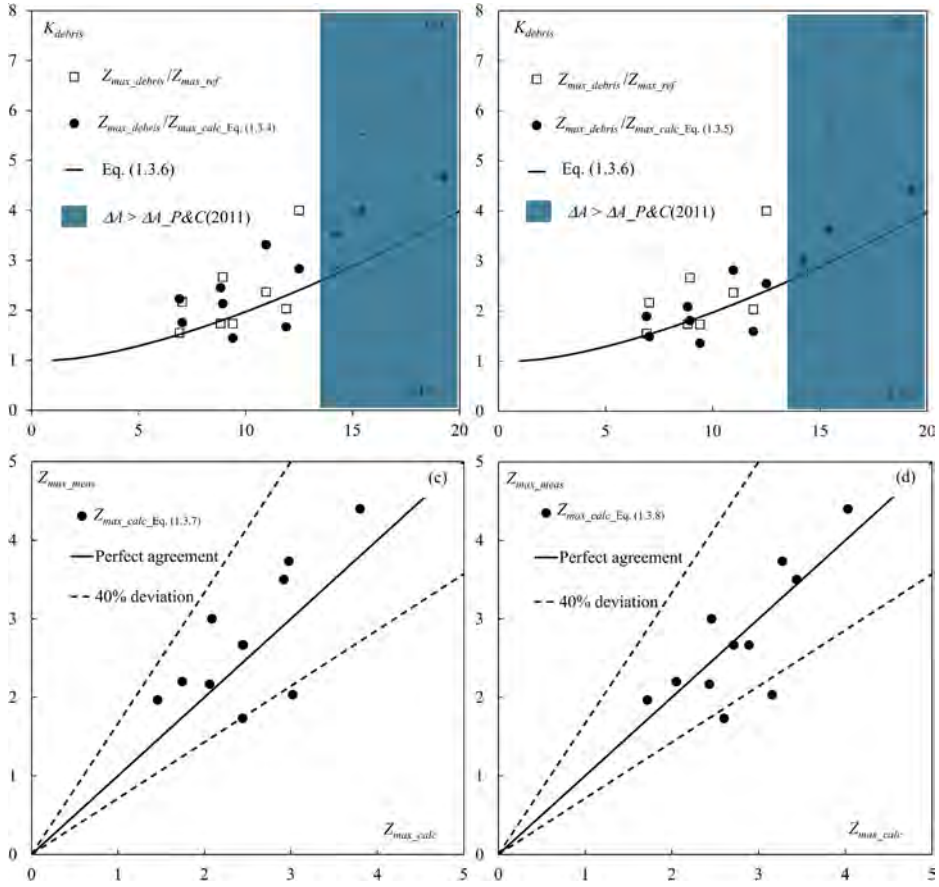 8
7
6
5
4
3
2
1
0
K_debris
Z_max_debris/Z_max_ref
Z_max_debris/Z_max_calc_Eq. (1.3.4)
Eq. (1.3.6)
ΔA > ΔA_P&C(2011)
0 5 10 15 20
8
7
6
5
4
3
2
1
0
K_debris
Z_max_debris/Z_max_ref
Z_max_debris/Z_max_calc_Eq. (1.3.5)
Eq. (1.3.6)
ΔA > ΔA_P&C(2011)
0 5 10 15 20
5
4
3
2
1
0
Z_max_meas
(c)
Z_max_calc_Eq. (1.3.7)
Perfect agreement
40% deviation
Z_max_calc
0 1 2 3 4 5
5
4
3
2
1
0
Z_max_meas
(d)
Z_max_calc_Eq. (1.3.8)
Perfect agreement
40% deviation
Z_max_calc
0 1 2 3 4 5